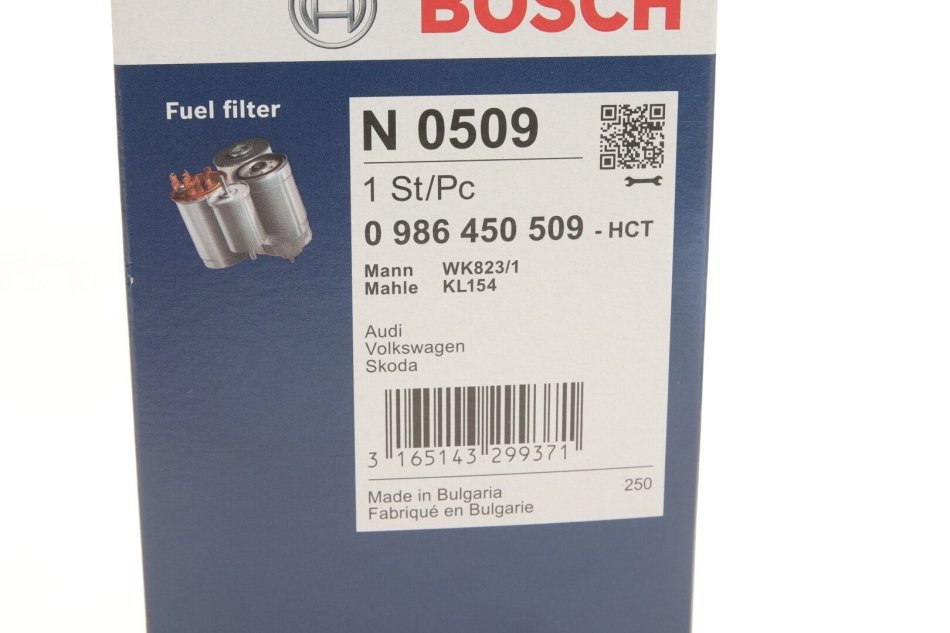 BOSCH
Fuel filter
N 0509
1 St/Pc
0 986 450 509 - HCT
Mann WK823/1
Mahle KL154
Audi
Volkswagen
Skoda
3 165143 299371
Made in Bulgaria 250
Fabriqué en Bulgarie